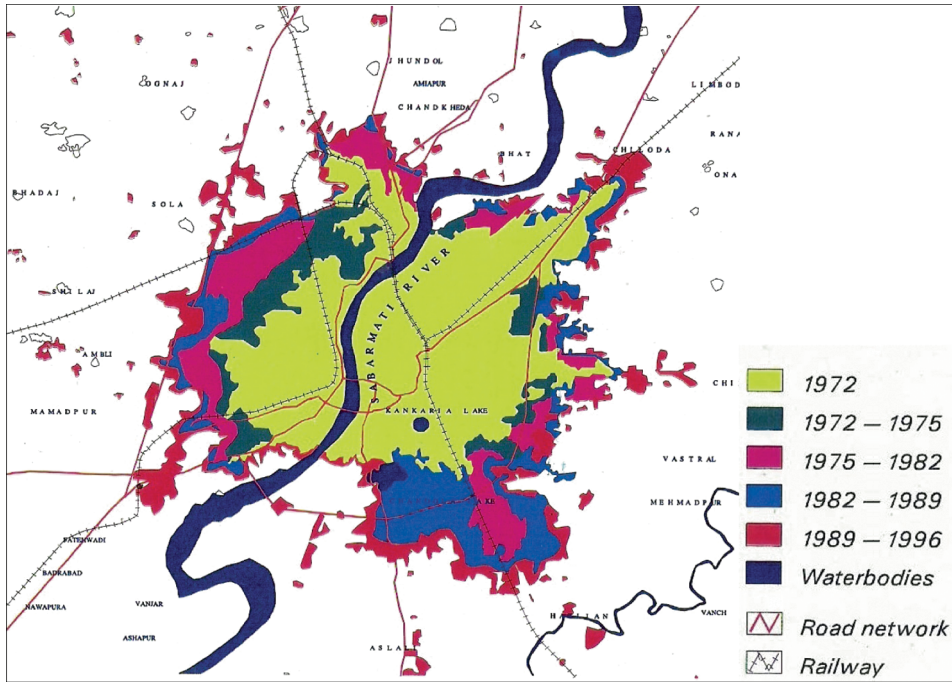 JHUNDOL
OGNAJ
AMIAPUR
LIMBOD
CHANDKHEDA
RANA
CHILODA
BHAT
ONA
BHADAJ
SOLA
SABARMATI RIVER
SHILAJ
AMBLI
CHI
MAMADPUR
KANKARIA LAKE
VASTRAL
MEHMADPUR
FATEHWADI
BADRABAD
NAWAPURA
VANJAR
VANCH
ASHAPUR
ASLALI
1972
1972 – 1975
1975 – 1982
1982 – 1989
1989 – 1996
Waterbodies
Road network
Railway